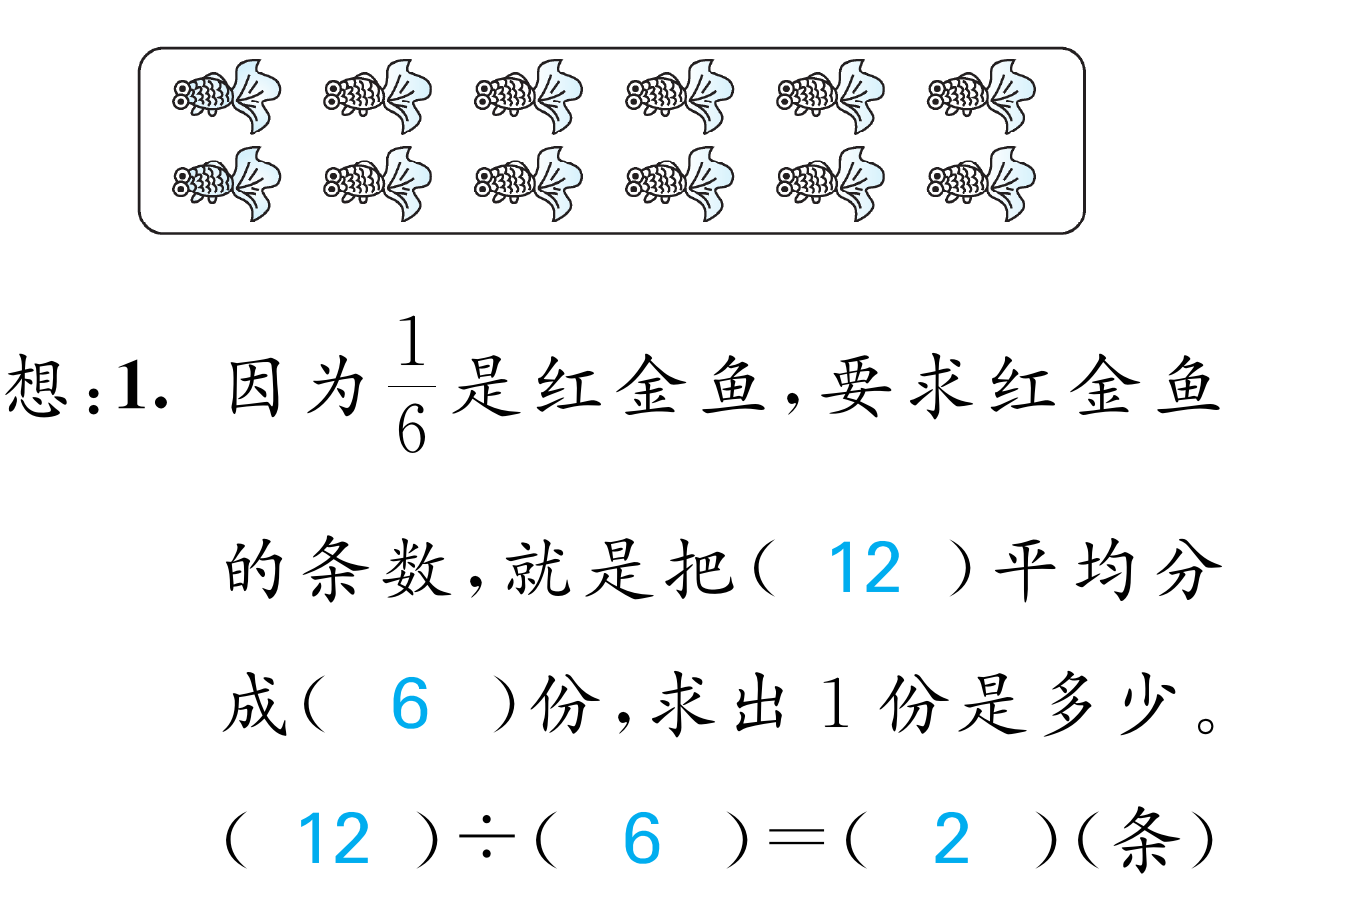 想:1. 因为1/6是红金鱼,要求红金鱼
的条数,就是把( 12 )平均分
成( 6 )份,求出1份是多少。
( 12 )÷( 6 )=( 2 )(条)